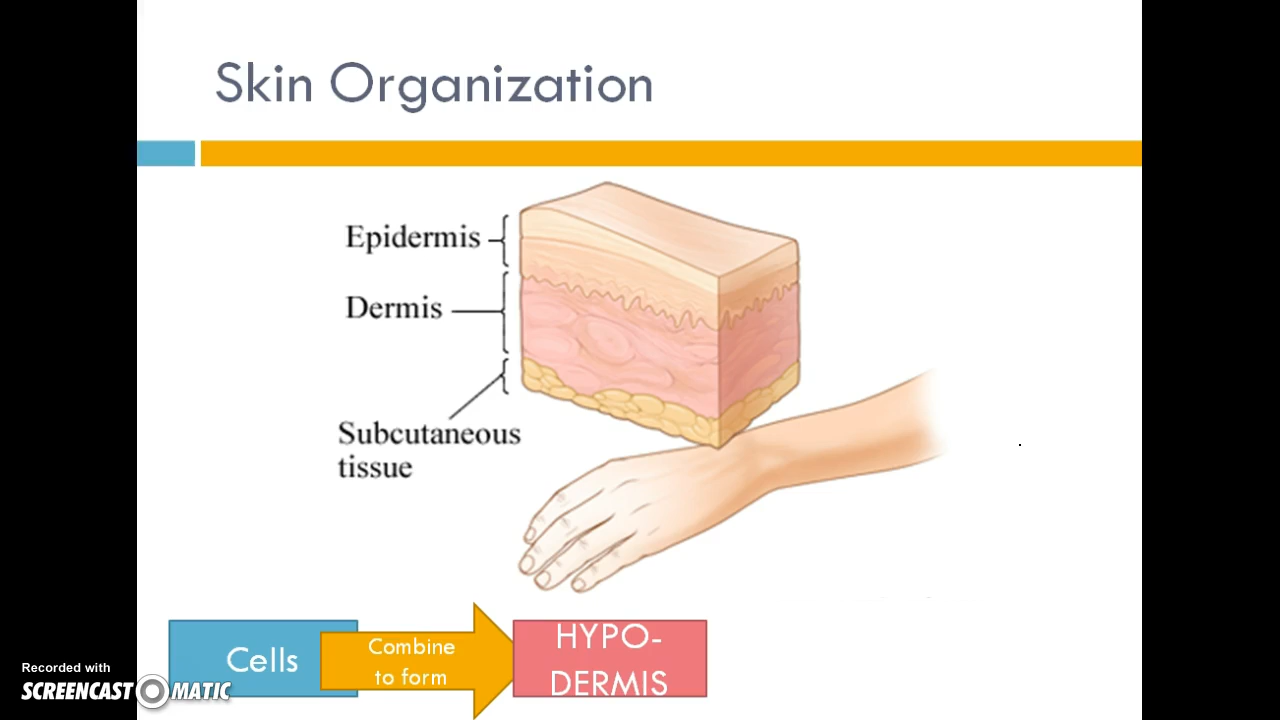 Skin Organization
Epidermis
Dermis
Subcutaneous
tissue
Cells
Combine
to form
HYPO-
DERMIS
Recorded with
SCREENCAST MATIC